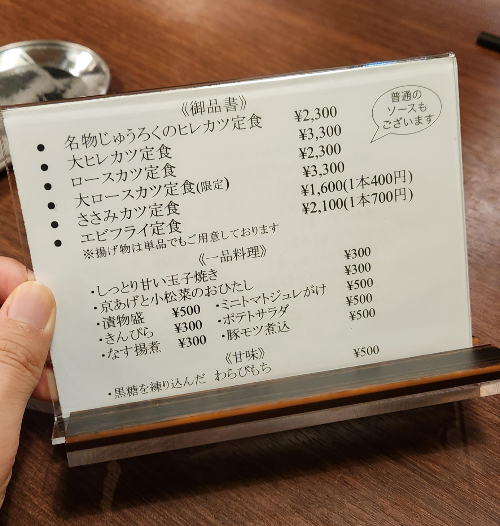 《御品書》
普通の
ソースも
ございます
● 名物じゅうろくのヒレカツ定食 ¥2,300
● 大ヒレカツ定食 ¥3,300
● ロースカツ定食 ¥2,300
● 大ロースカツ定食(限定) ¥3,300
● ささみカツ定食 ¥1,600(1本400円)
● エビフライ定食 ¥2,100(1本700円)
※揚げ物は単品でもご用意しております
《一品料理》
・しっとり甘い玉子焼き ¥300
・京あげと小松菜のおひたし ¥300
・漬物盛 ¥500 ・ミニトマトジュレがけ ¥500
・きんぴら ¥300 ・ポテトサラダ ¥500
・なす揚煮 ¥300 ・豚モツ煮込 ¥500
《甘味》
・黒糖を練り込んだ わらびもち ¥500